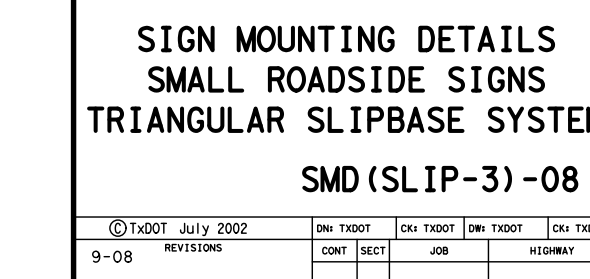 SIGN MOUNTING DETAILS
SMALL ROADSIDE SIGNS
TRIANGULAR SLIPBASE SYSTE
SMD(SLIP-3)-08
©TxDOT July 2002 DN: TXDOT CK: TXDOT DW: TXDOT CK:
REVISIONS CONT SECT JOB HIGHWAY
9-08